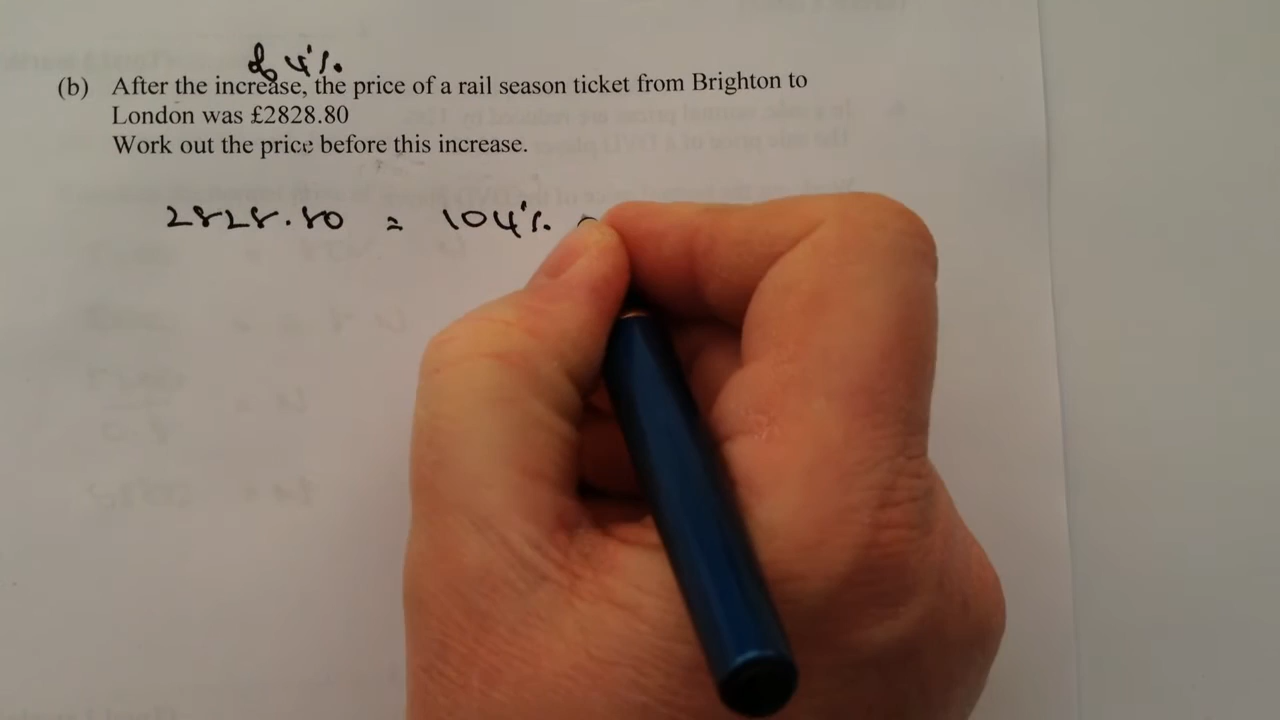 of 4%
(b) After the increase, the price of a rail season ticket from Brighton to
London was £2828.80
Work out the price before this increase.
2828.80 = 104%